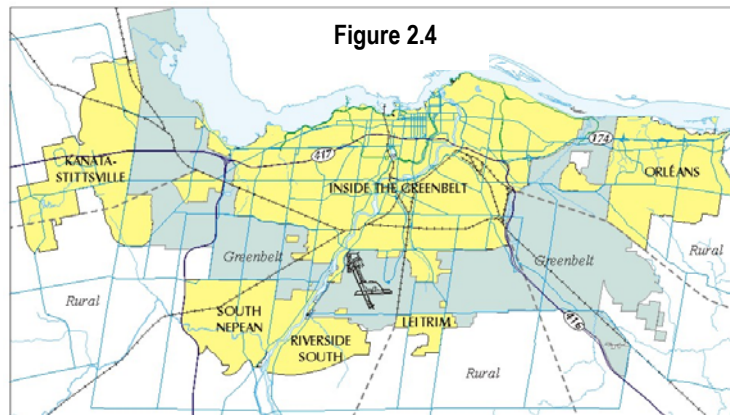 Figure 2.4
174
417
KANATA-
STITTSVILLE
ORLÉANS
INSIDE THE GREENBELT
Greenbelt
Greenbelt
Rural
Rural
SOUTH
NEPEAN
LEITRIM
416
RIVERSIDE
SOUTH
Rural